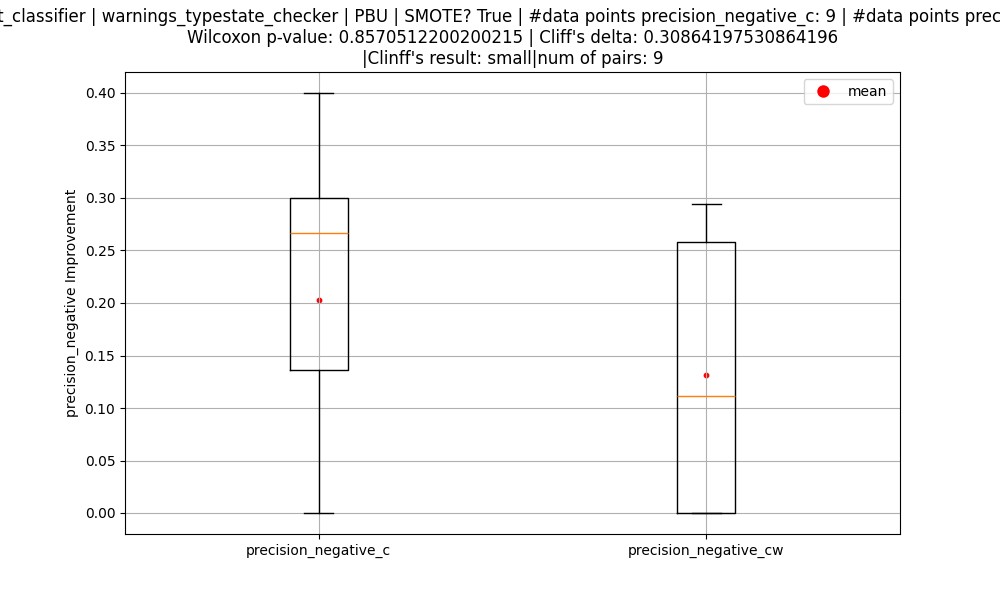 t_classifier | warnings_typestate_checker | PBU | SMOTE? True | #data points precision_negative_c: 9 | #data points prec
Wilcoxon p-value: 0.8570512200200215 | Cliff's delta: 0.30864197530864196
|Clinff's result: small|num of pairs: 9
mean
0.40
0.35
0.30
0.25
0.20
0.15
0.10
0.05
0.00
precision_negative Improvement
precision_negative_c
precision_negative_cw